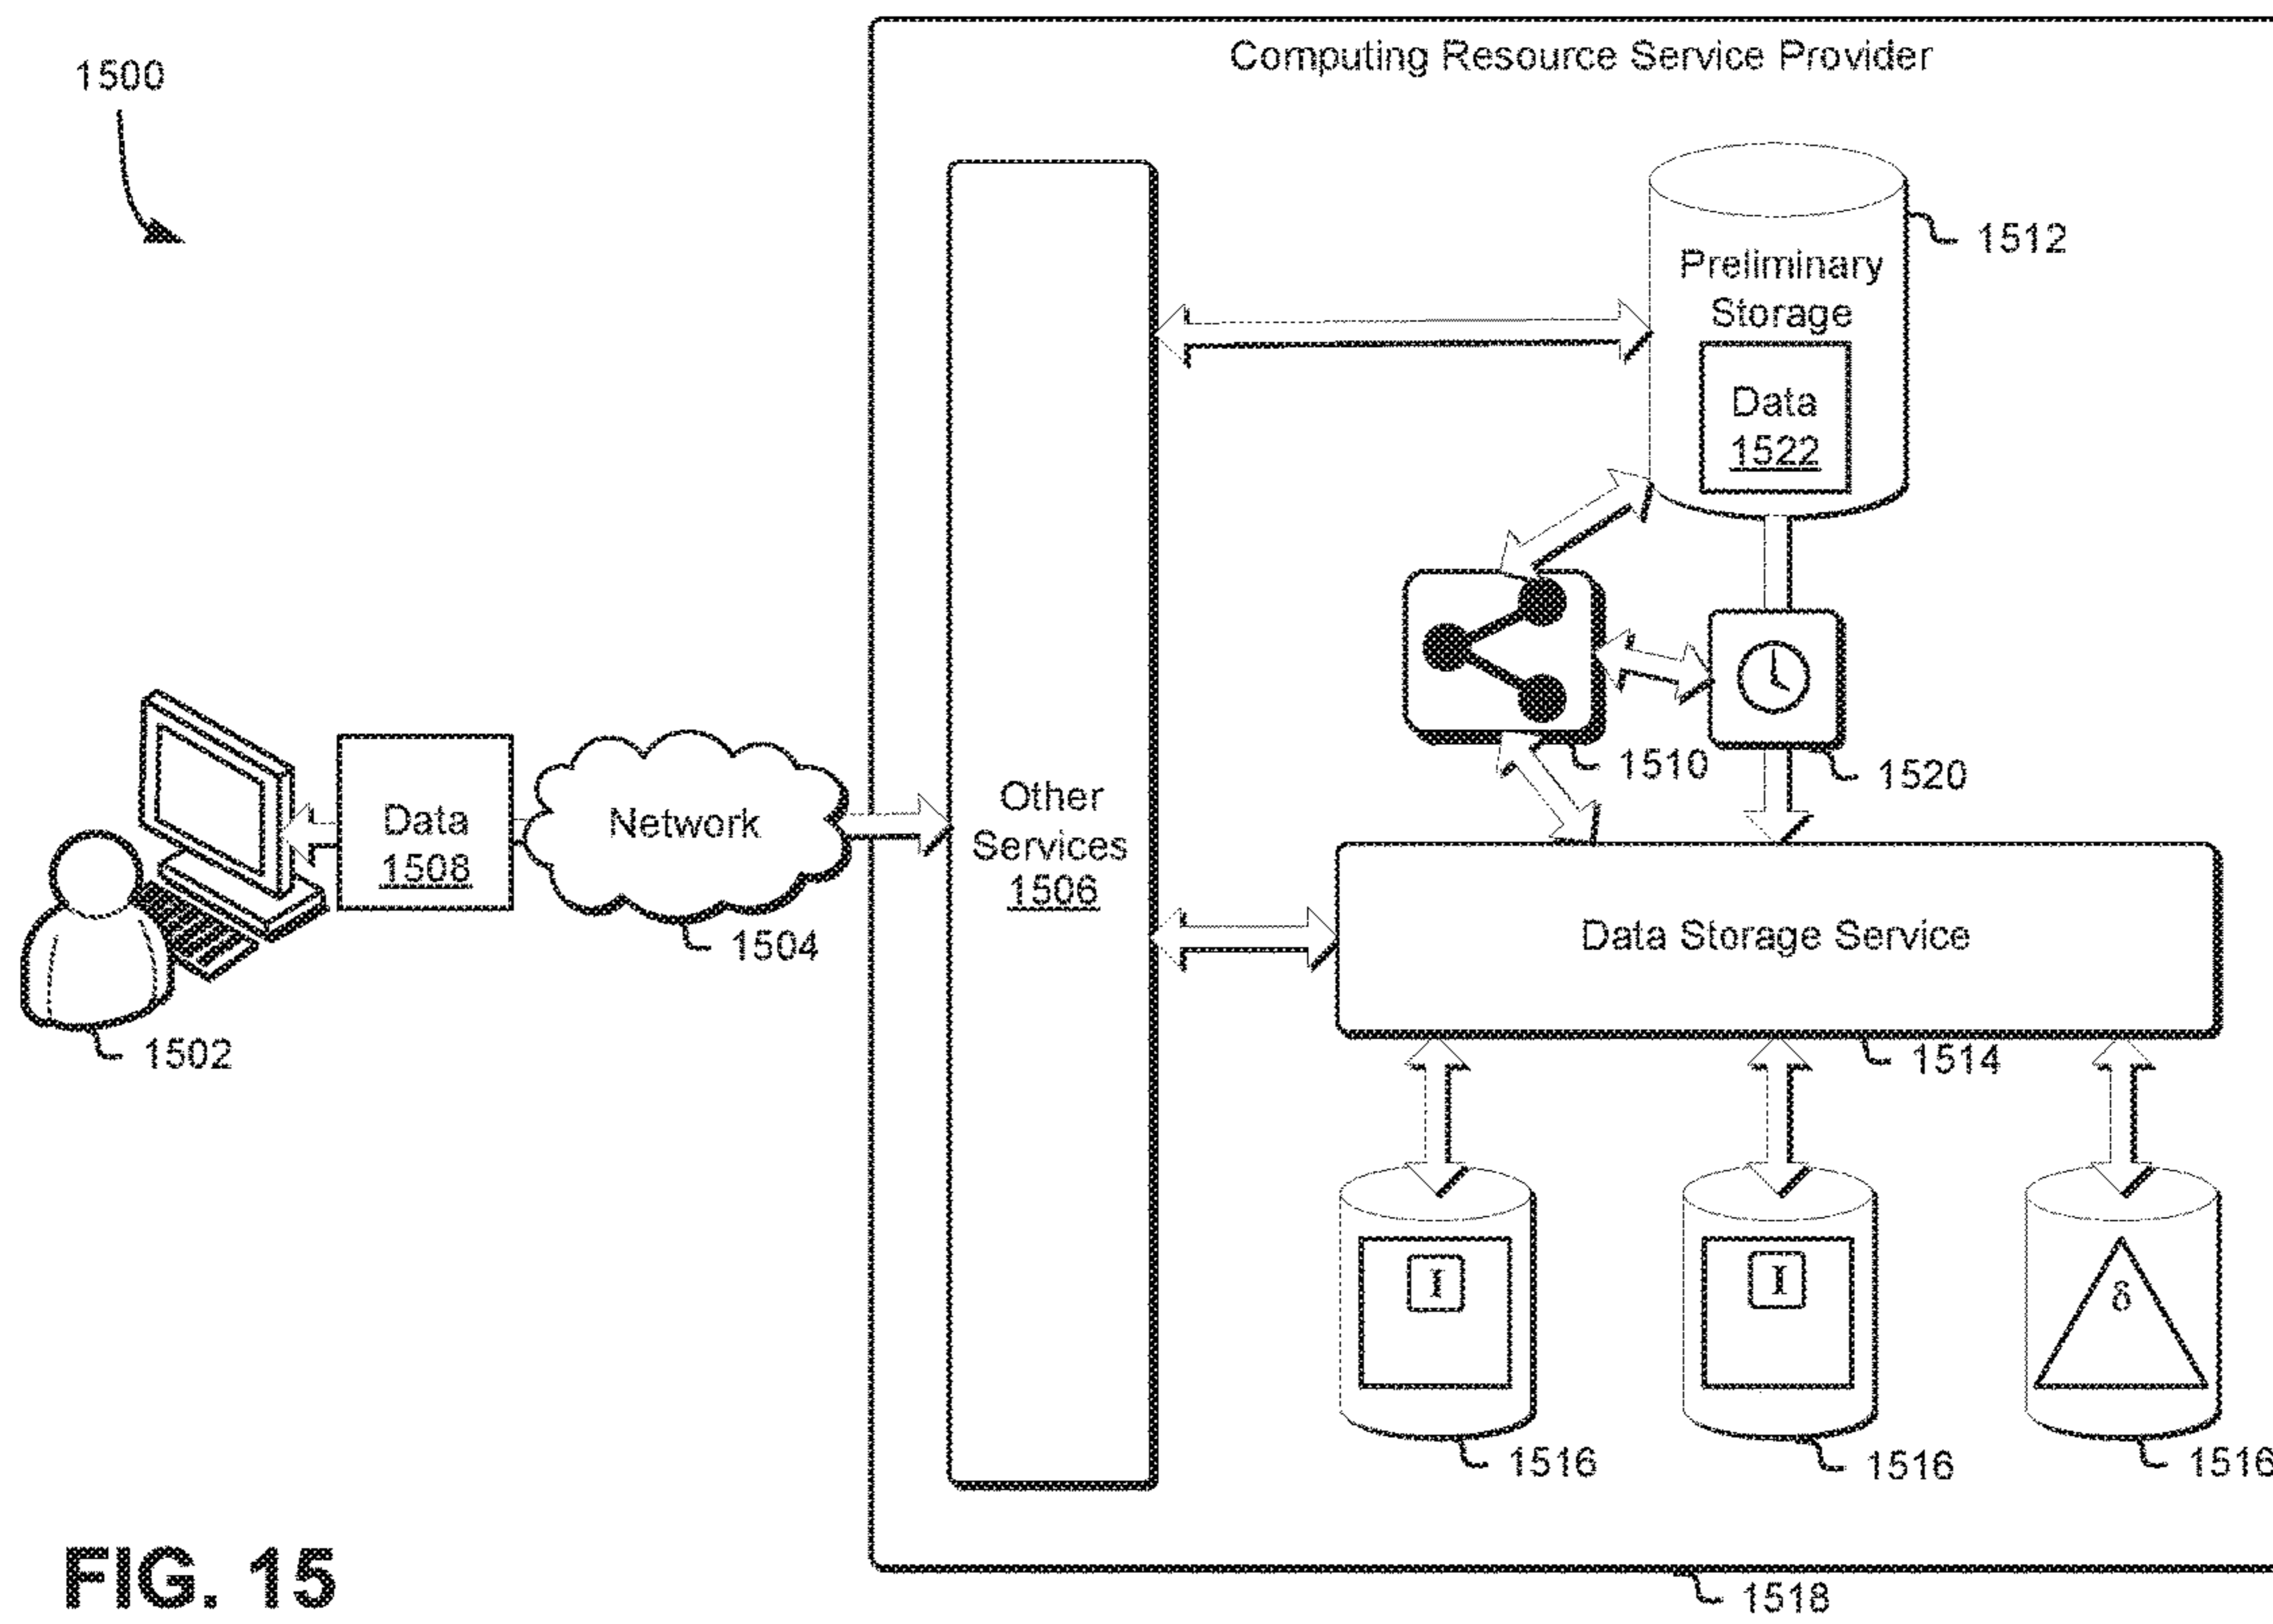 1500
Computing Resource Service Provider
1512
Preliminary
Storage
Data
1522
1510
1520
Data
1508
Network
1504
Other
Services
1506
Data Storage Service
1514
1502
I
I
δ
1516
1516
1516
FIG. 15
1518